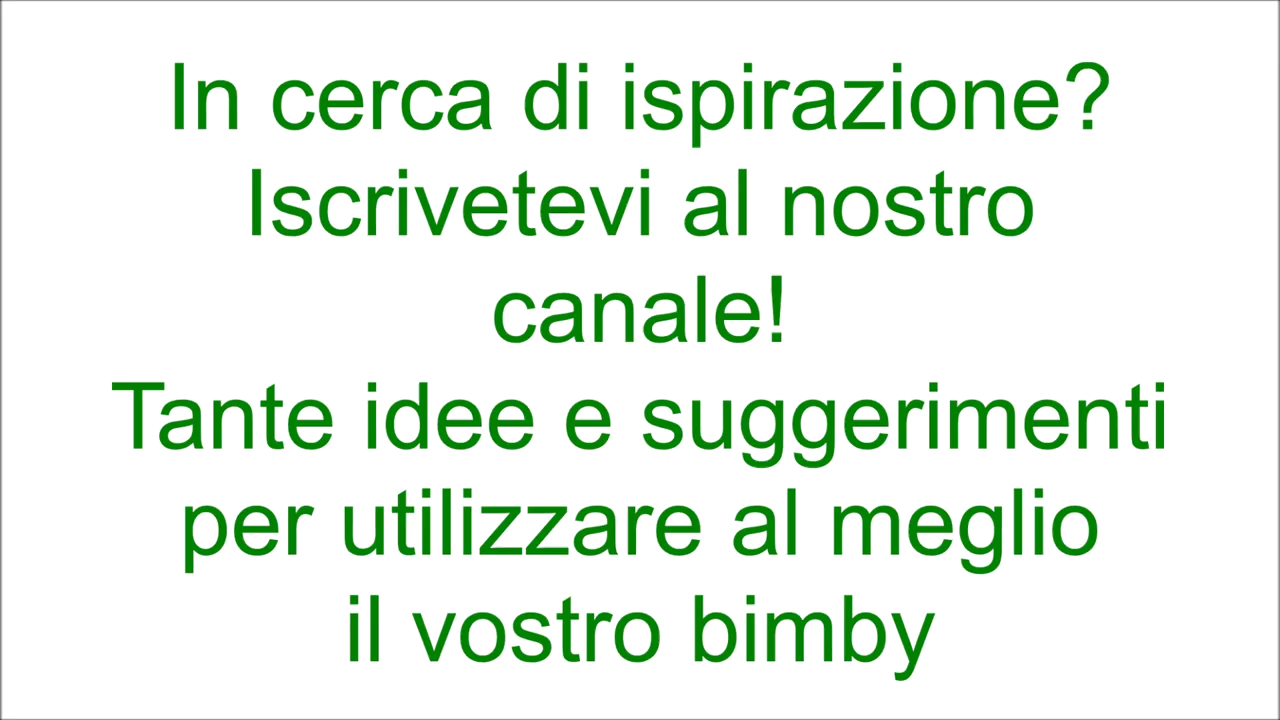 In cerca di ispirazione?
Iscrivetevi al nostro
canale!
Tante idee e suggerimenti
per utilizzare al meglio
il vostro bimby